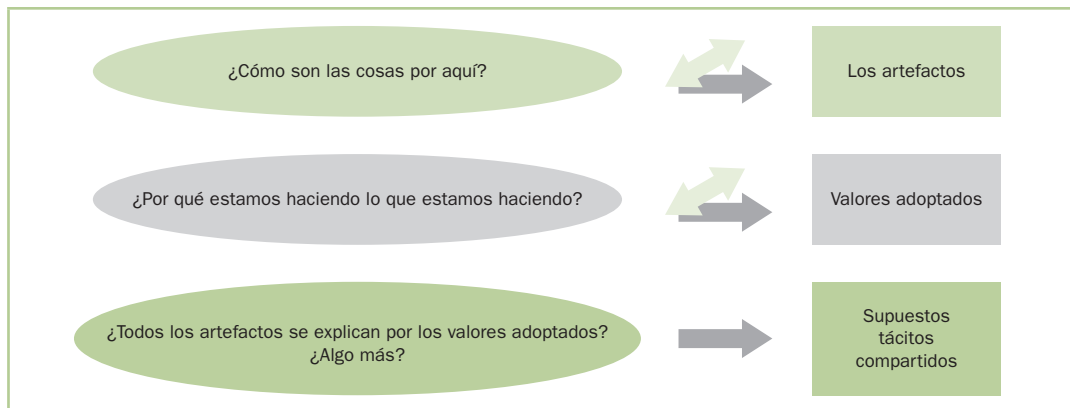 ¿Cómo son las cosas por aquí?
Los artefactos
¿Por qué estamos haciendo lo que estamos haciendo?
Valores adoptados
¿Todos los artefactos se explican por los valores adoptados?
¿Algo más?
Supuestos
tácitos
compartidos